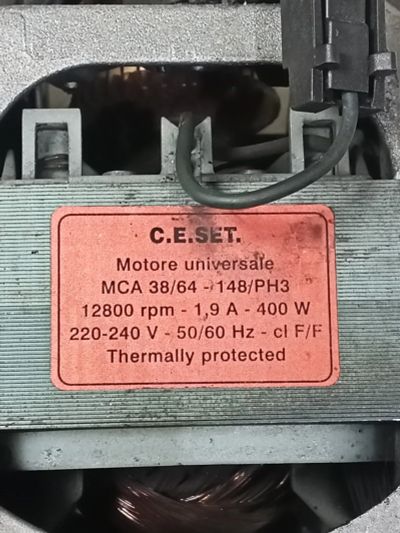 C.E.SET.
Motore universale
MCA 38/64 - 148/PH3
12800 rpm - 1,9 A - 400 W
220-240 V - 50/60 Hz - cl F/F
Thermally protected